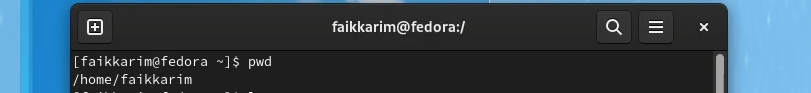 faikkarim@fedora:/
[faikkarim@fedora ~]$ pwd
/home/faikkarim